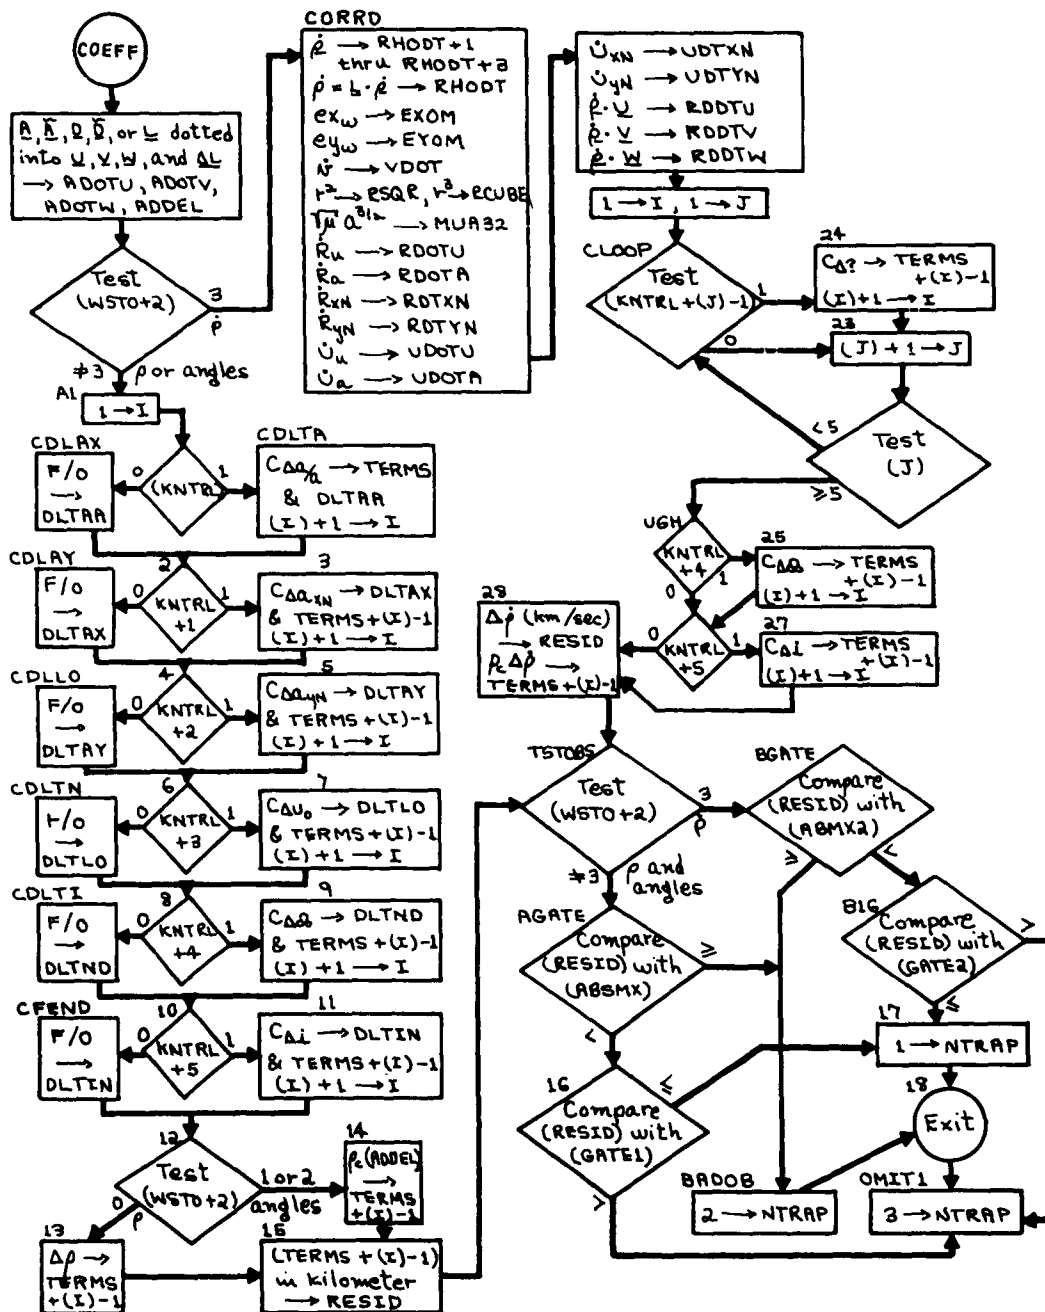 COEFF
A, Ã, D, D̃, or L dotted
into U, V, W, and ΔL
→ ADOTU, ADOTV,
ADOTW, ADDEL
Test
(WSTO+2)
3
ρ̇
≠3
ρ or angles
A1
1 → I
CORRD
ρ̇ → RHODT+1
thru RHODT+3
ρ̇ = L · ρ̇ → RHODT
exω → EXOM
eyω → EYOM
v̇ → VDOT
r² → RSQR, r³ → RCUBE
√μ a^3/2 → MUA32
Ṙu → RDOTU
Ṙa → RDOTA
ṘxN → RDTXN
ṘyN → RDTYN
U̇u → UDOTU
U̇a → UDOTA
U̇xN → UDTXN
U̇yN → UDTYN
ρ̇ · U → RDDTU
ρ̇ · V → RDDTV
ρ̇ · W → RDDTW
1 → I, 1 → J
CLOOP
Test
(KNTRL+(J)-1)
1
0
24
CΔ? → TERMS
+(I)-1
(I)+1 → I
23
(J)+1 → J
Test
(J)
<5
≥5
UGH
KNTRL
+4
1
0
25
CΔΩ → TERMS
+(I)-1
(I)+1 → I
KNTRL
+5
0
1
27
CΔi → TERMS
+(I)-1
(I)+1 → I
28
Δρ̇ (km/sec)
→ RESID
ρc Δρ̇ →
TERMS+(I)-1
CDLAX
F/0
→
DLTAA
0
(KNTRL)
1
CDLTA
CΔa/a → TERMS
& DLTAA
(I)+1 → I
CDLAY
F/0
→
DLTAX
2
0
KNTRL
+1
1
3
CΔaxN → DLTAX
& TERMS+(I)-1
(I)+1 → I
CDLLO
F/0
→
DLTAY
4
0
KNTRL
+2
1
5
CΔayN → DLTAY
& TERMS+(I)-1
(I)+1 → I
CDLTN
F/0
→
DLTLO
6
0
KNTRL
+3
1
7
CΔU₀ → DLTLO
& TERMS+(I)-1
(I)+1 → I
CDLTI
F/0
→
DLTND
8
0
KNTRL
+4
1
9
CΔΩ → DLTND
& TERMS+(I)-1
(I)+1 → I
CFEND
F/0
→
DLTIN
10
0
KNTRL
+5
1
11
CΔi → DLTIN
& TERMS+(I)-1
(I)+1 → I
12
Test
(WSTO+2)
0
ρ
1 or 2
angles
13
Δρ →
TERMS
+(I)-1
14
ρc(ADDEL)
→
TERMS
+(I)-1
15
(TERMS+(I)-1)
in kilometer
→ RESID
TSTOBS
Test
(WSTO+2)
3
ρ̇
≠3
ρ and
angles
BGATE
Compare
(RESID) with
(ABMX2)
≥
<
B16
Compare
(RESID) with
(GATE2)
>
≤
AGATE
Compare
(RESID) with
(ABSMX)
≥
<
16
Compare
(RESID) with
(GATE1)
≤
>
17
1 → NTRAP
18
Exit
BADOB
2 → NTRAP
OMIT1
3 → NTRAP